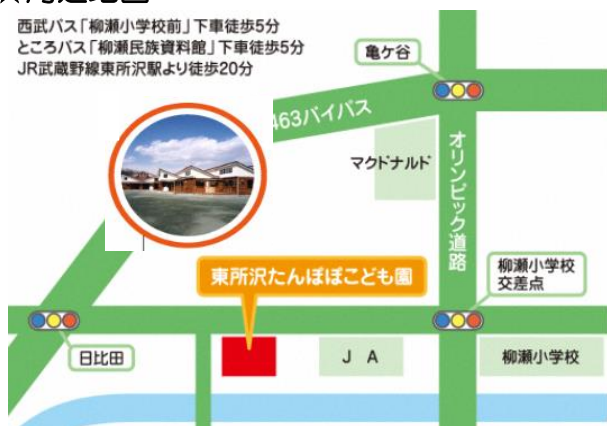 西武バス「柳瀬小学校前」下車徒歩5分
ところバス「柳瀬民族資料館」下車徒歩5分
JR武蔵野線東所沢駅より徒歩20分
亀ケ谷
463バイパス
マクドナルド
オリンピック道路
柳瀬小学校
交差点
東所沢たんぽぽこども園
日比田
J A
柳瀬小学校